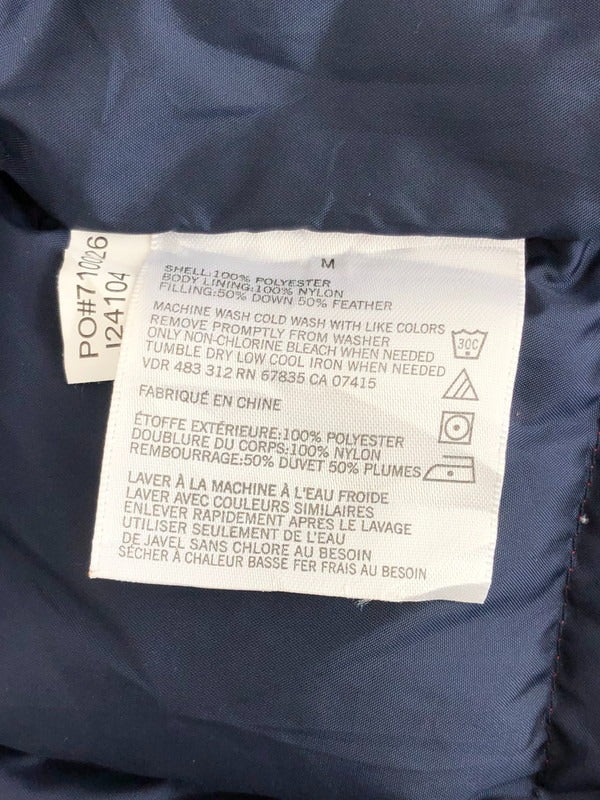 PO#710026
I24104
M
SHELL:100% POLYESTER
BODY LINING:100% NYLON
FILLING:50% DOWN 50% FEATHER
MACHINE WASH COLD WASH WITH LIKE COLORS
REMOVE PROMPTLY FROM WASHER
ONLY NON-CHLORINE BLEACH WHEN NEEDED
TUMBLE DRY LOW COOL IRON WHEN NEEDED
VDR 483 312 RN 67835 CA 07415
30C
FABRIQUÉ EN CHINE
ÉTOFFE EXTÉRIEURE:100% POLYESTER
DOUBLURE DU CORPS:100% NYLON
REMBOURRAGE:50% DUVET 50% PLUMES
LAVER À LA MACHINE À L'EAU FROIDE
LAVER AVEC COULEURS SIMILAIRES
ENLEVER RAPIDEMENT APRES LE LAVAGE
UTILISER SEULEMENT DE L'EAU
DE JAVEL SANS CHLORE AU BESOIN
SÉCHER À CHALEUR BASSE FER FRAIS AU BESOIN